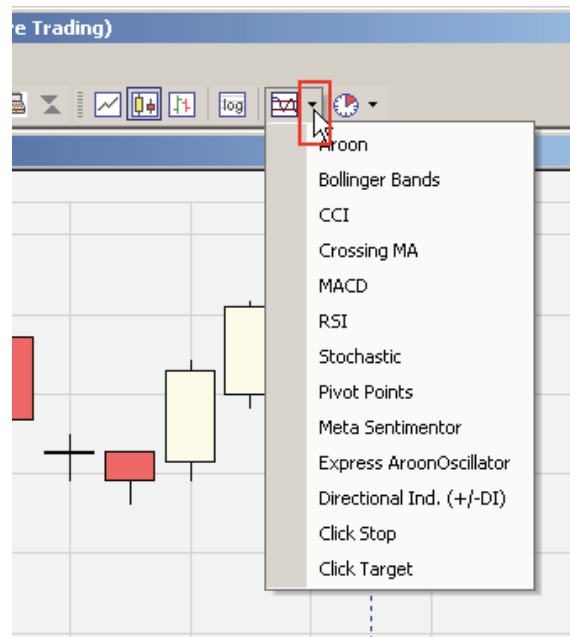 e Trading)
log
Aroon
Bollinger Bands
CCI
Crossing MA
MACD
RSI
Stochastic
Pivot Points
Meta Sentimentor
Express AroonOscillator
Directional Ind. (+/-DI)
Click Stop
Click Target